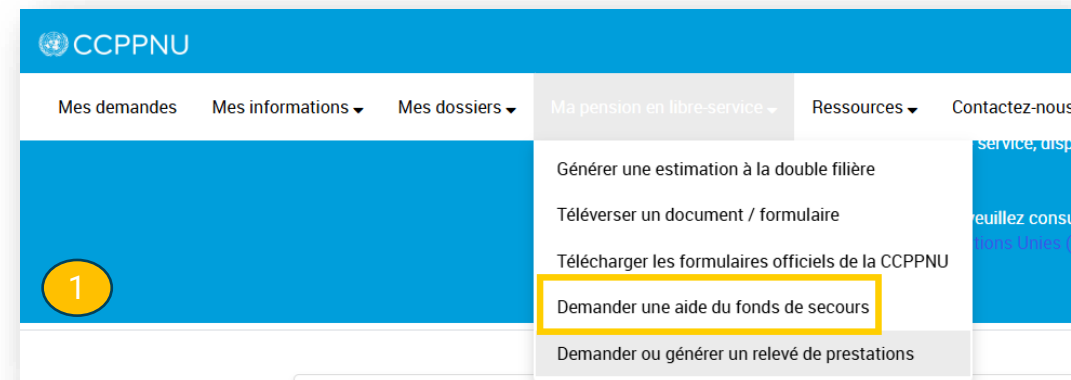 CCPPNU
Mes demandes Mes informations Mes dossiers Ma pension en libre-service Ressources Contactez-nous
service, disp
Générer une estimation à la double filière
Téléverser un document / formulaire
veuillez consu
tions Unies (
Télécharger les formulaires officiels de la CCPPNU
1
Demander une aide du fonds de secours
Demander ou générer un relevé de prestations